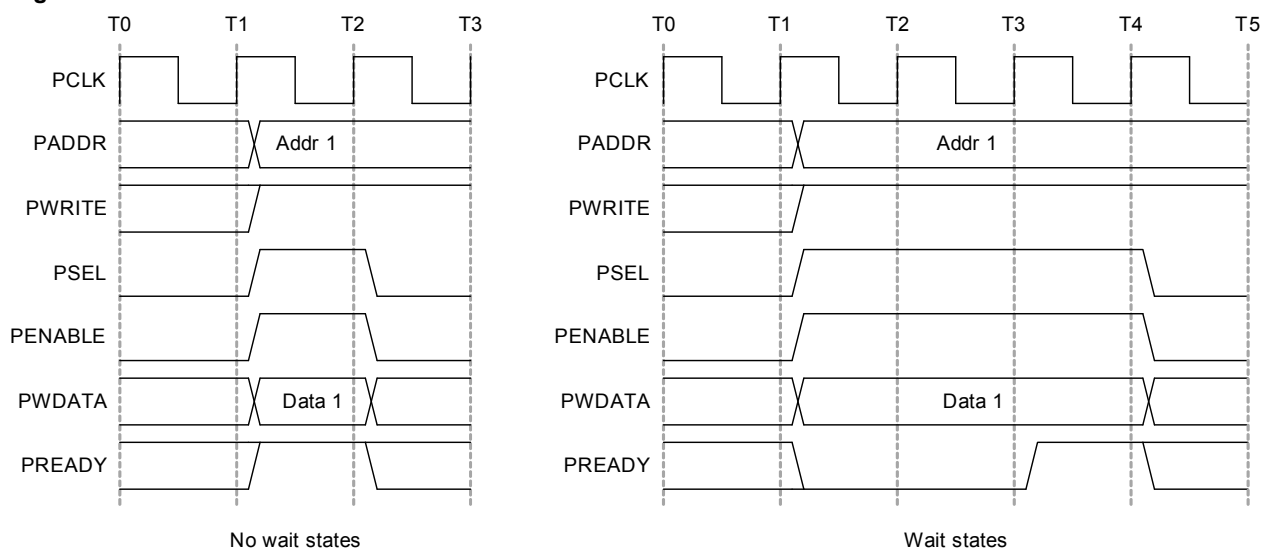 T0 T1 T2 T3 T0 T1 T2 T3 T4 T5
PCLK PCLK
PADDR Addr 1 PADDR Addr 1
PWRITE PWRITE
PSEL PSEL
PENABLE PENABLE
PWDATA Data 1 PWDATA Data 1
PREADY PREADY
No wait states Wait states